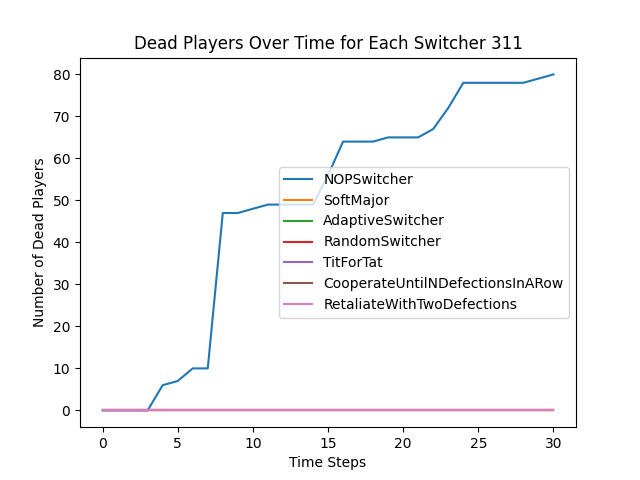 Dead Players Over Time for Each Switcher 311
80
70
60
50
40
30
20
10
0
Number of Dead Players
NOPSwitcher
SoftMajor
AdaptiveSwitcher
RandomSwitcher
TitForTat
CooperateUntilNDefectionsInARow
RetaliateWithTwoDefections
0 5 10 15 20 25 30
Time Steps